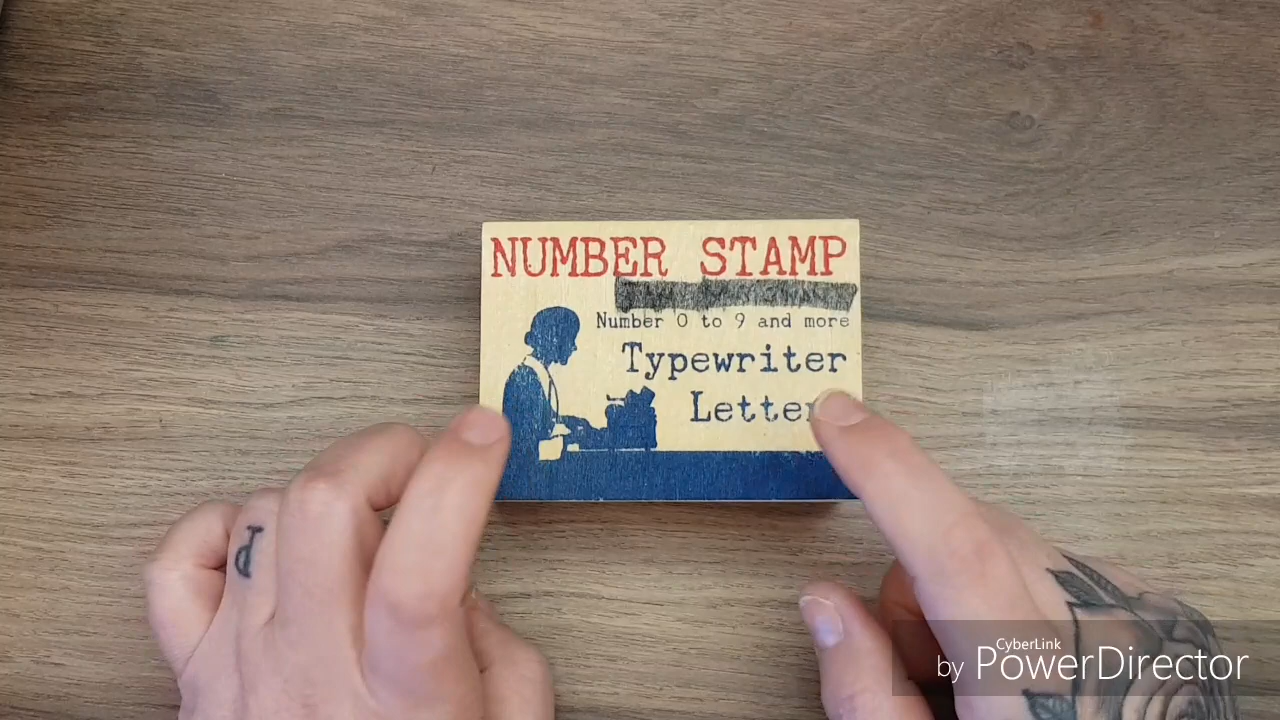 NUMBER STAMP
Number 0 to 9 and more
Typewriter
Letter
CyberLink
by PowerDirector